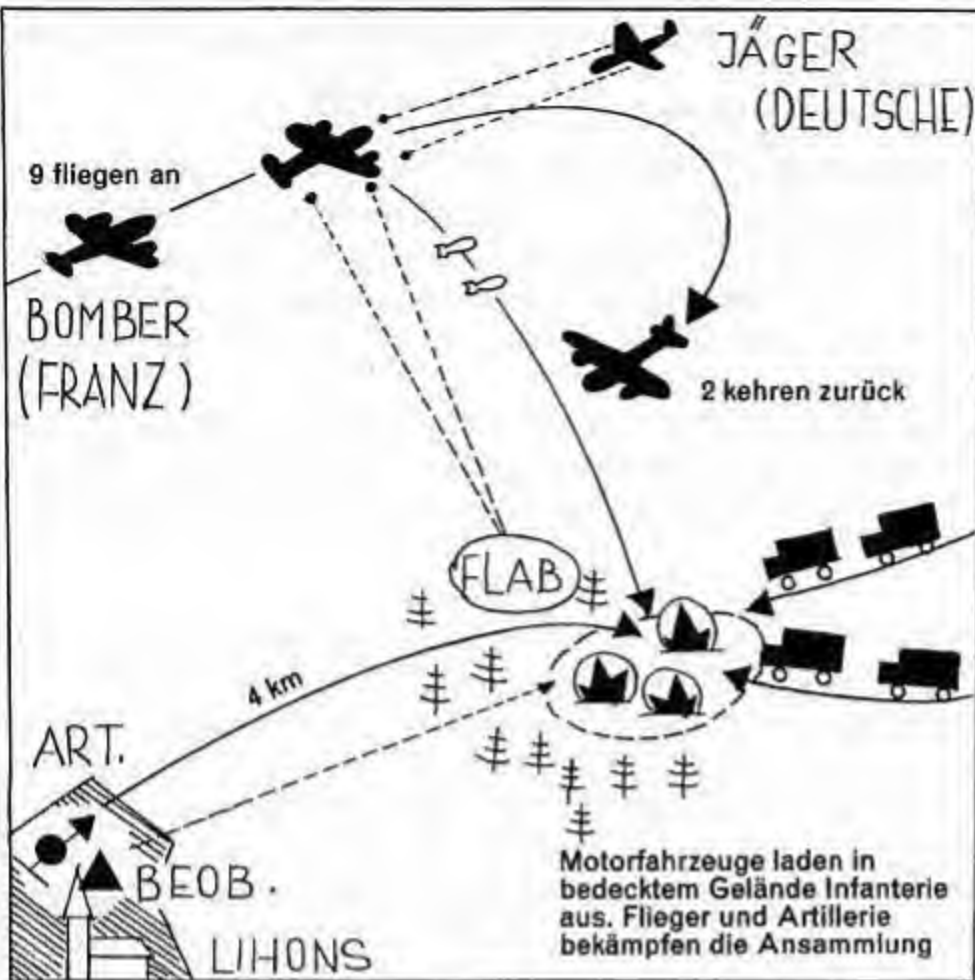 JÄGER
(DEUTSCHE)
9 fliegen an
BOMBER
(FRANZ)
2 kehren zurück
FLAB
4 km
ART.
BEOB.
LIHONS
Motorfahrzeuge laden in
bedecktem Gelände Infanterie
aus. Flieger und Artillerie
bekämpfen die Ansammlung